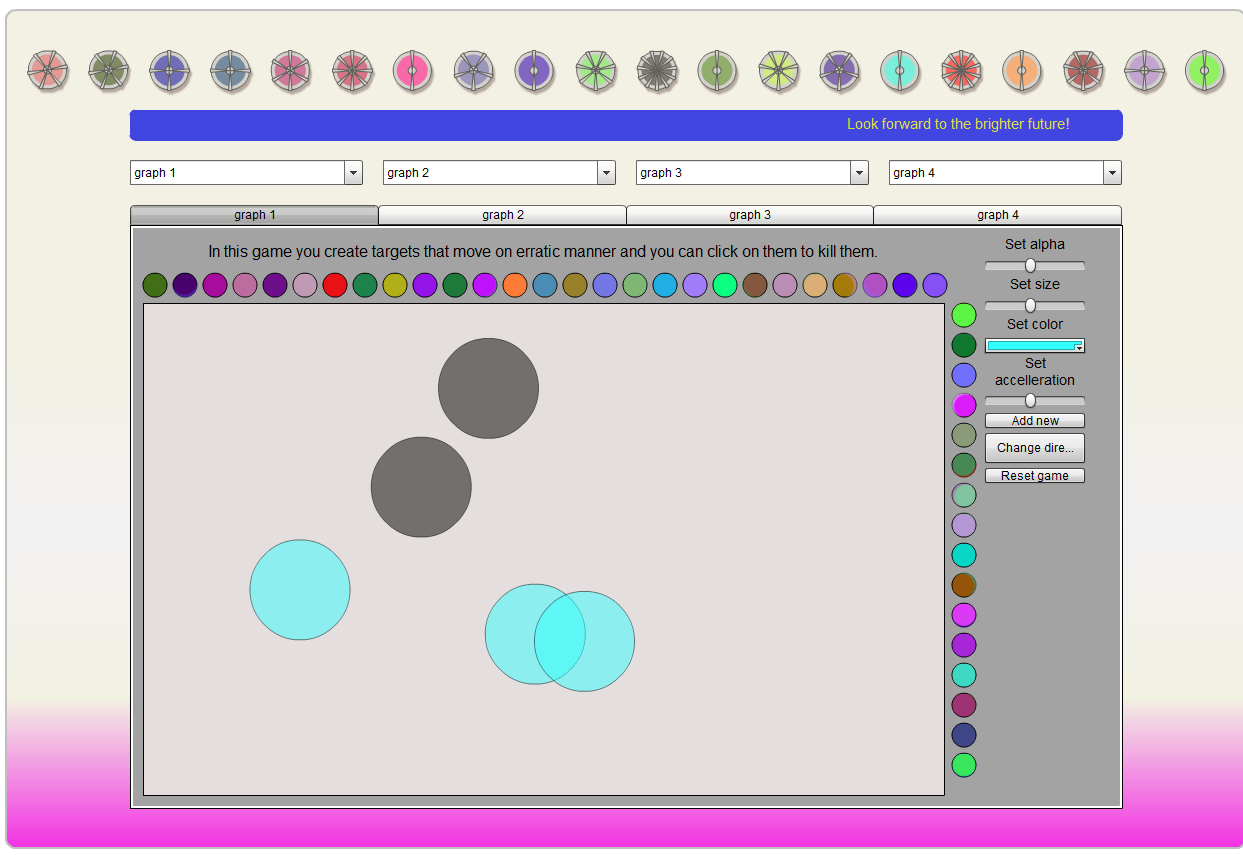 Look forward to the brighter future!
graph 1
graph 2
graph 3
graph 4
graph 1
graph 2
graph 3
graph 4
In this game you create targets that move on erratic manner and you can click on them to kill them.
Set alpha
Set size
Set color
Set
accelleration
Add new
Change dire...
Reset game